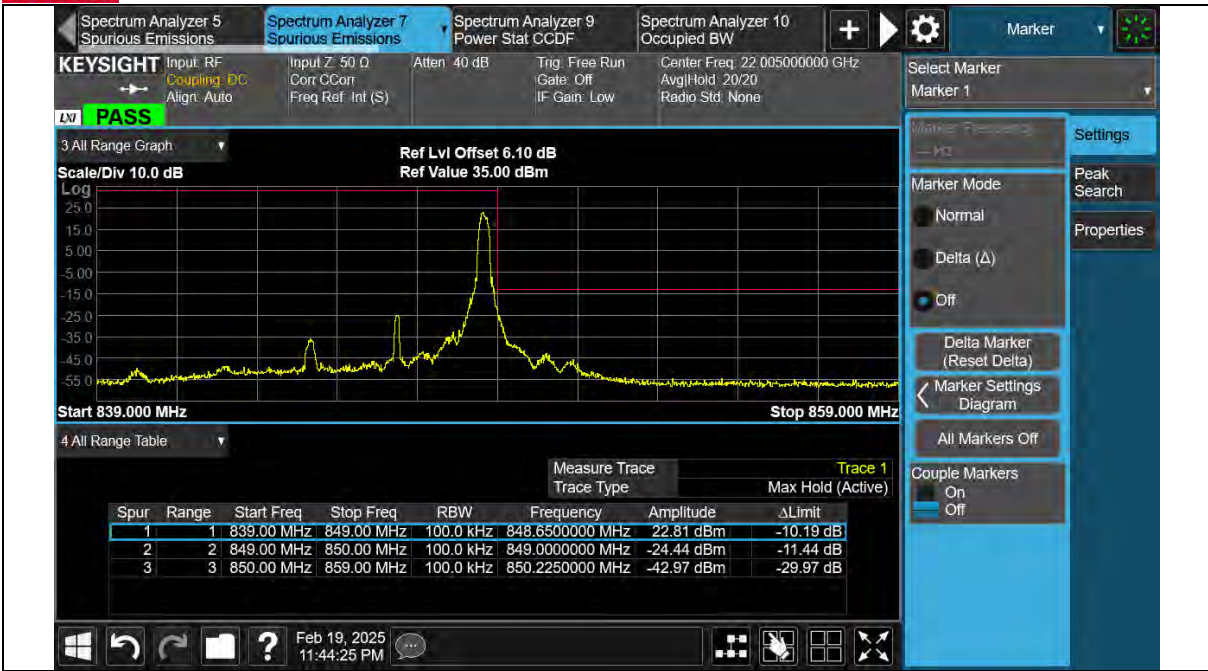 Spectrum Analyzer 5
Spurious Emissions
Spectrum Analyzer 7
Spurious Emissions
Spectrum Analyzer 9
Power Stat CCDF
Spectrum Analyzer 10
Occupied BW
+
Marker
KEYSIGHT
Input: RF
Coupling: DC
Align: Auto
Input Z: 50 Ω
Corr CCorr
Freq Ref: Int (S)
Atten: 40 dB
Trig: Free Run
Gate: Off
IF Gain: Low
Center Freq: 22.005000000 GHz
Avg|Hold: 20/20
Radio Std: None
LXI PASS
Select Marker
Marker 1
Marker Frequency
--- Hz
Settings
Peak
Search
Properties
Marker Mode
Normal
Delta (Δ)
Off
Delta Marker
(Reset Delta)
Marker Settings
Diagram
All Markers Off
Couple Markers
On
Off
3 All Range Graph
Scale/Div 10.0 dB
Ref Lvl Offset 6.10 dB
Ref Value 35.00 dBm
Log
25.0
15.0
5.00
-5.00
-15.0
-25.0
-35.0
-45.0
-55.0
Start 839.000 MHz
Stop 859.000 MHz
4 All Range Table
Measure Trace Trace 1
Trace Type Max Hold (Active)
Spur Range Start Freq Stop Freq RBW Frequency Amplitude ΔLimit
1 1 839.00 MHz 849.00 MHz 100.0 kHz 848.6500000 MHz 22.81 dBm -10.19 dB
2 2 849.00 MHz 850.00 MHz 100.0 kHz 849.0000000 MHz -24.44 dBm -11.44 dB
3 3 850.00 MHz 859.00 MHz 100.0 kHz 850.2250000 MHz -42.97 dBm -29.97 dB
?
Feb 19, 2025
11:44:25 PM